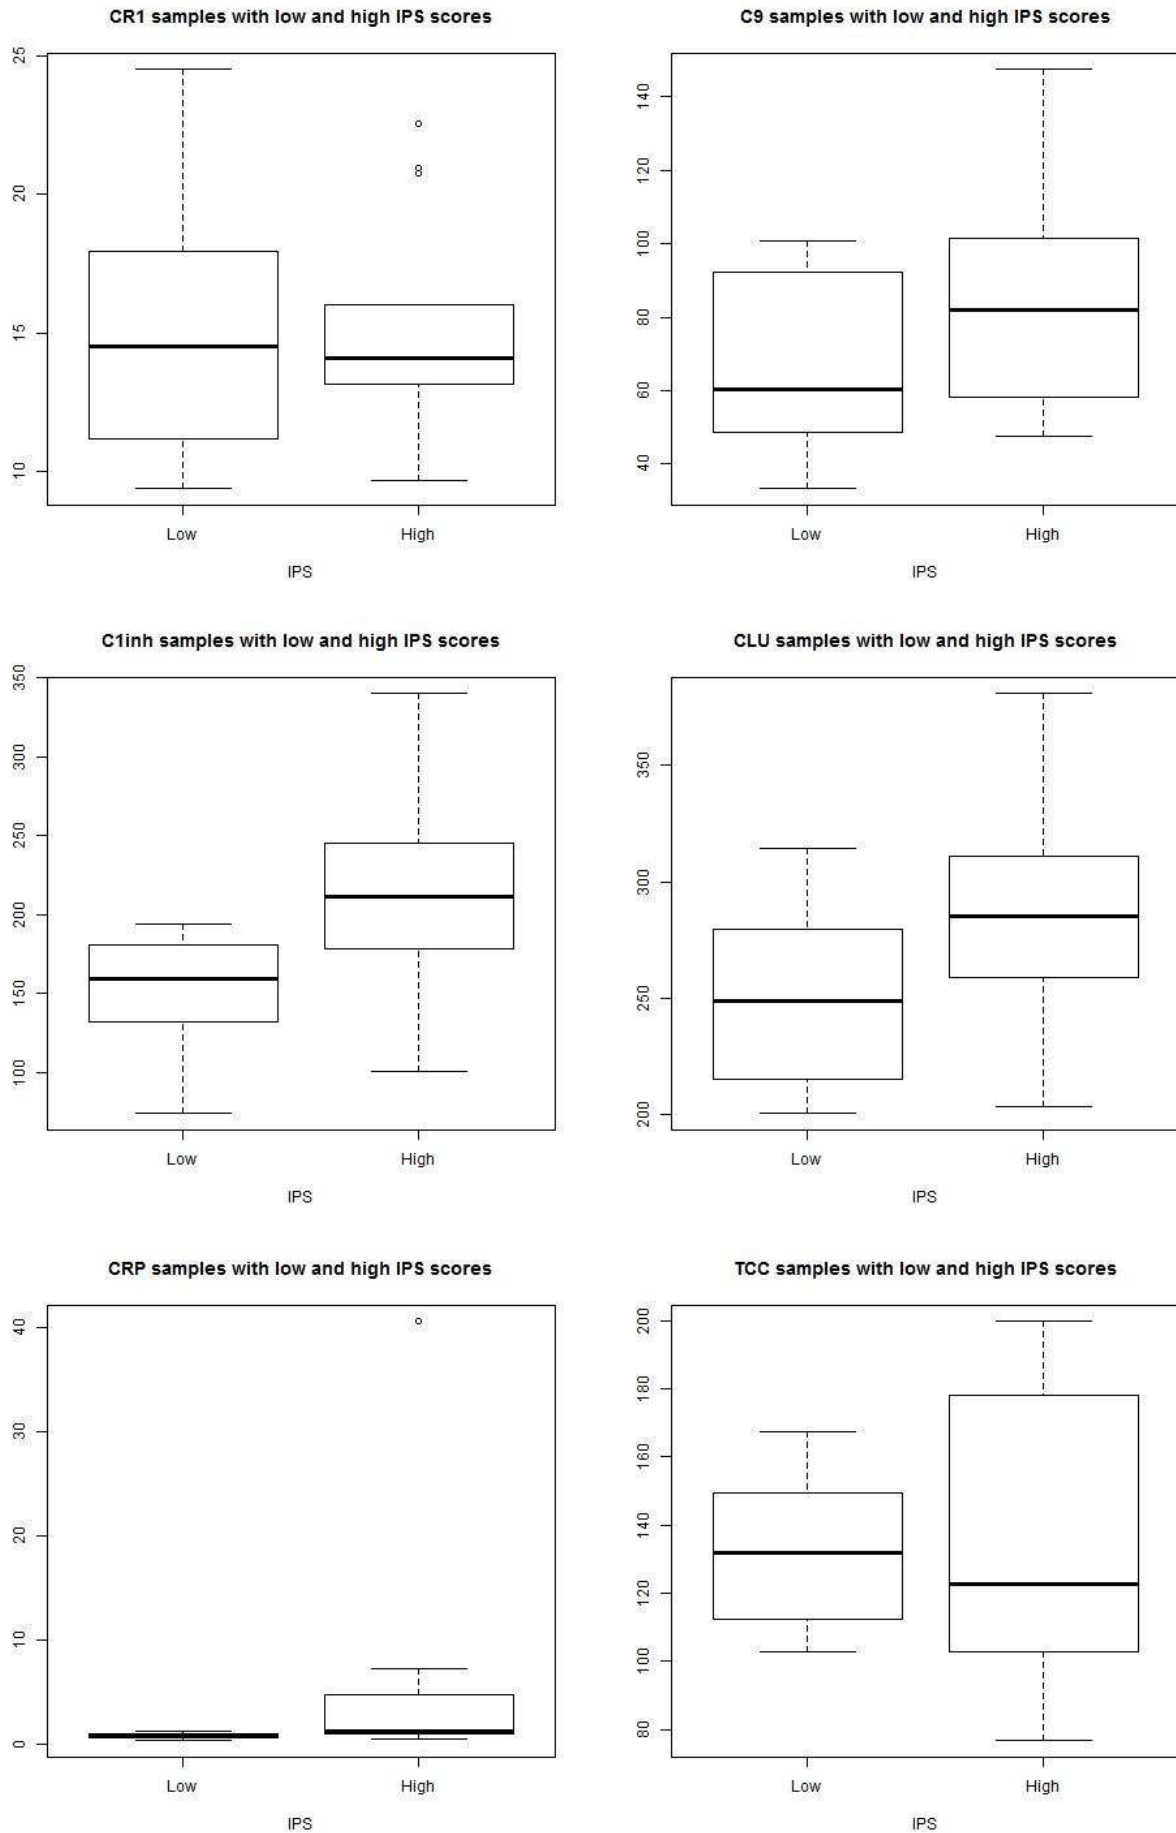 CR1 samples with low and high IPS scores
25
20
15
10
Low High
IPS
C9 samples with low and high IPS scores
140
120
100
80
60
40
Low High
IPS
C1inh samples with low and high IPS scores
350
300
250
200
150
100
Low High
IPS
CLU samples with low and high IPS scores
350
300
250
200
Low High
IPS
CRP samples with low and high IPS scores
40
30
20
10
0
Low High
IPS
TCC samples with low and high IPS scores
200
180
160
140
120
100
80
Low High
IPS